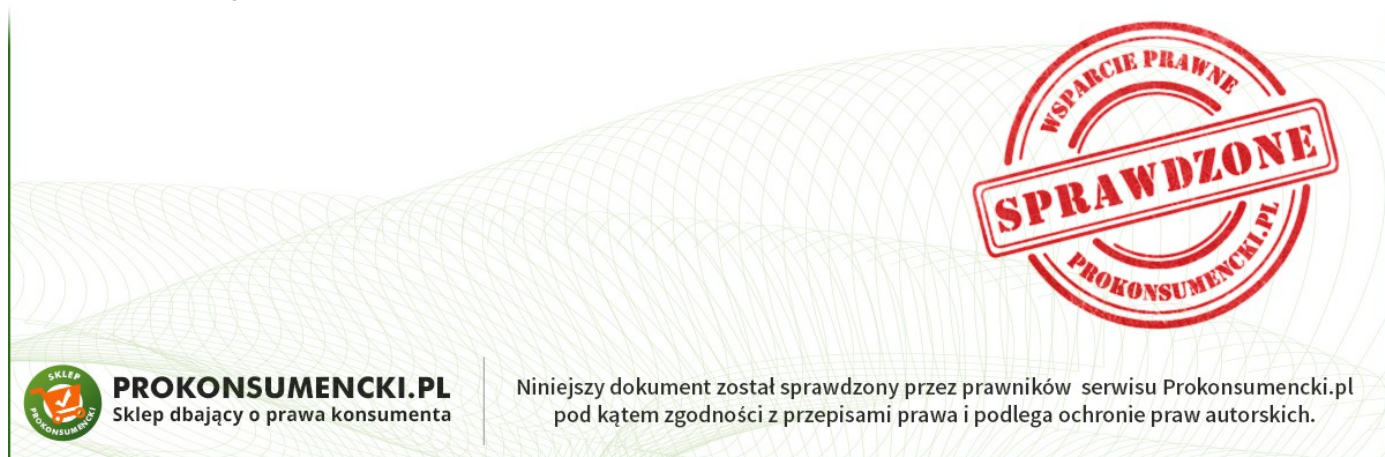 WSPARCIE PRAWNE
SPRAWDZONE
PROKONSUMENCKI.PL
SKLEP
PROKONSUMENCKI
PROKONSUMENCKI.PL
Sklep dbający o prawa konsumenta
Niniejszy dokument został sprawdzony przez prawników serwisu Prokonsumencki.pl
pod kątem zgodności z przepisami prawa i podlega ochronie praw autorskich.